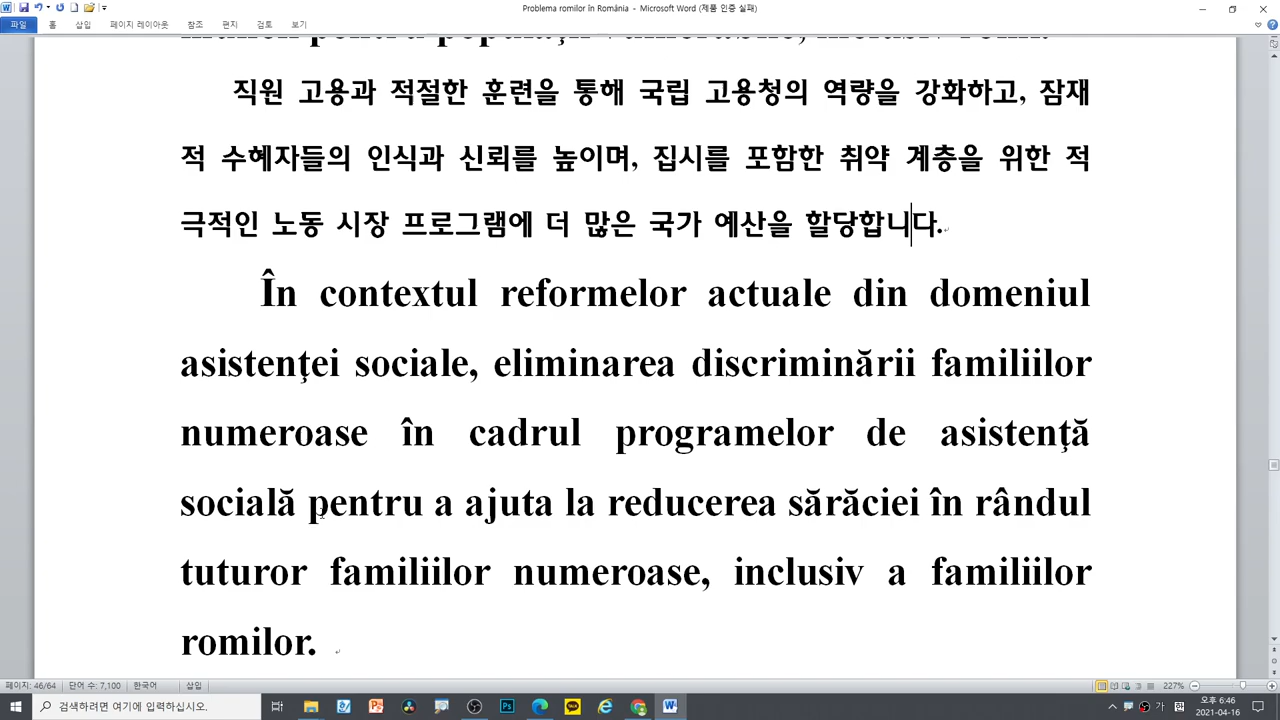 Problema romilor în România - Microsoft Word (제품 인증 실패)
파일 홈 삽입 페이지 레이아웃 참조 편지 검토 보기
직원 고용과 적절한 훈련을 통해 국립 고용청의 역량을 강화하고, 잠재
적 수혜자들의 인식과 신뢰를 높이며, 집시를 포함한 취약 계층을 위한 적
극적인 노동 시장 프로그램에 더 많은 국가 예산을 할당합니다.
În contextul reformelor actuale din domeniul
asistenţei sociale, eliminarea discriminării familiilor
numeroase în cadrul programelor de asistenţă
socială pentru a ajuta la reducerea sărăciei în rândul
tuturor familiilor numeroase, inclusiv a familiilor
romilor.
페이지: 46/64 단어 수: 7,100 한국어 삽입 227%
검색하려면 여기에 입력하십시오. 가 오후 6:46
2021-04-16